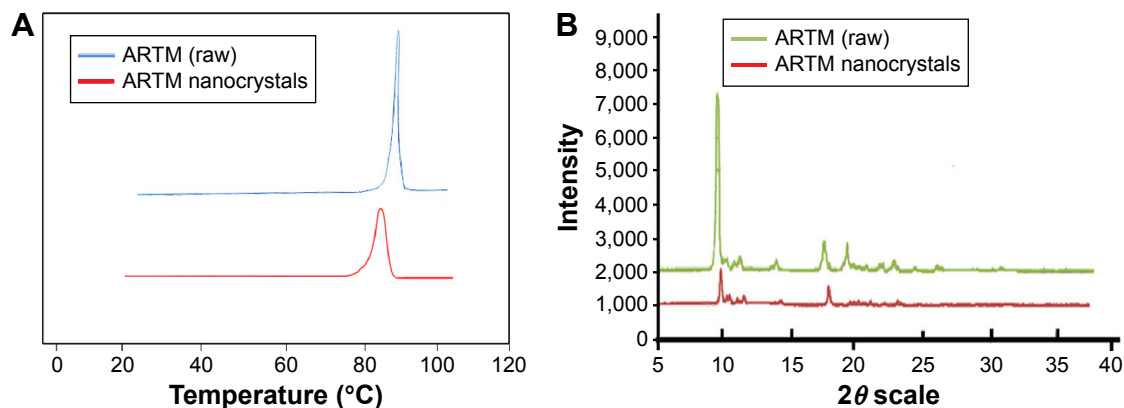 A
ARTM (raw)
ARTM nanocrystals
0 20 40 60 80 100 120
Temperature (°C)
B
ARTM (raw)
ARTM nanocrystals
Intensity
9,000
8,000
7,000
6,000
5,000
4,000
3,000
2,000
1,000
0
5 10 15 20 25 30 35 40
2θ scale